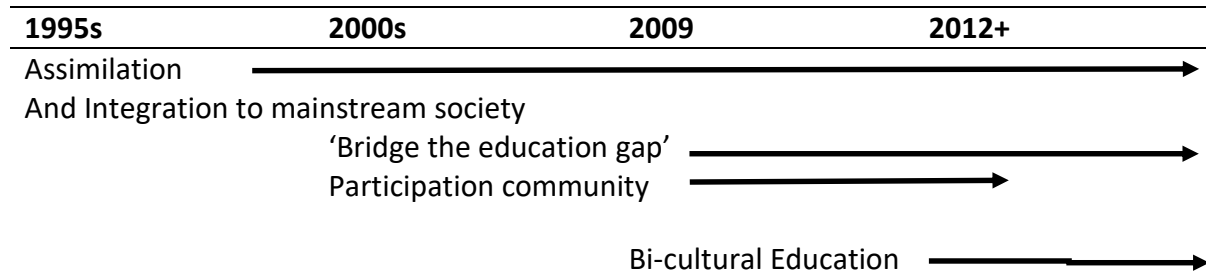 1995s 2000s 2009 2012+
Assimilation
And Integration to mainstream society
‘Bridge the education gap’
Participation community
Bi-cultural Education